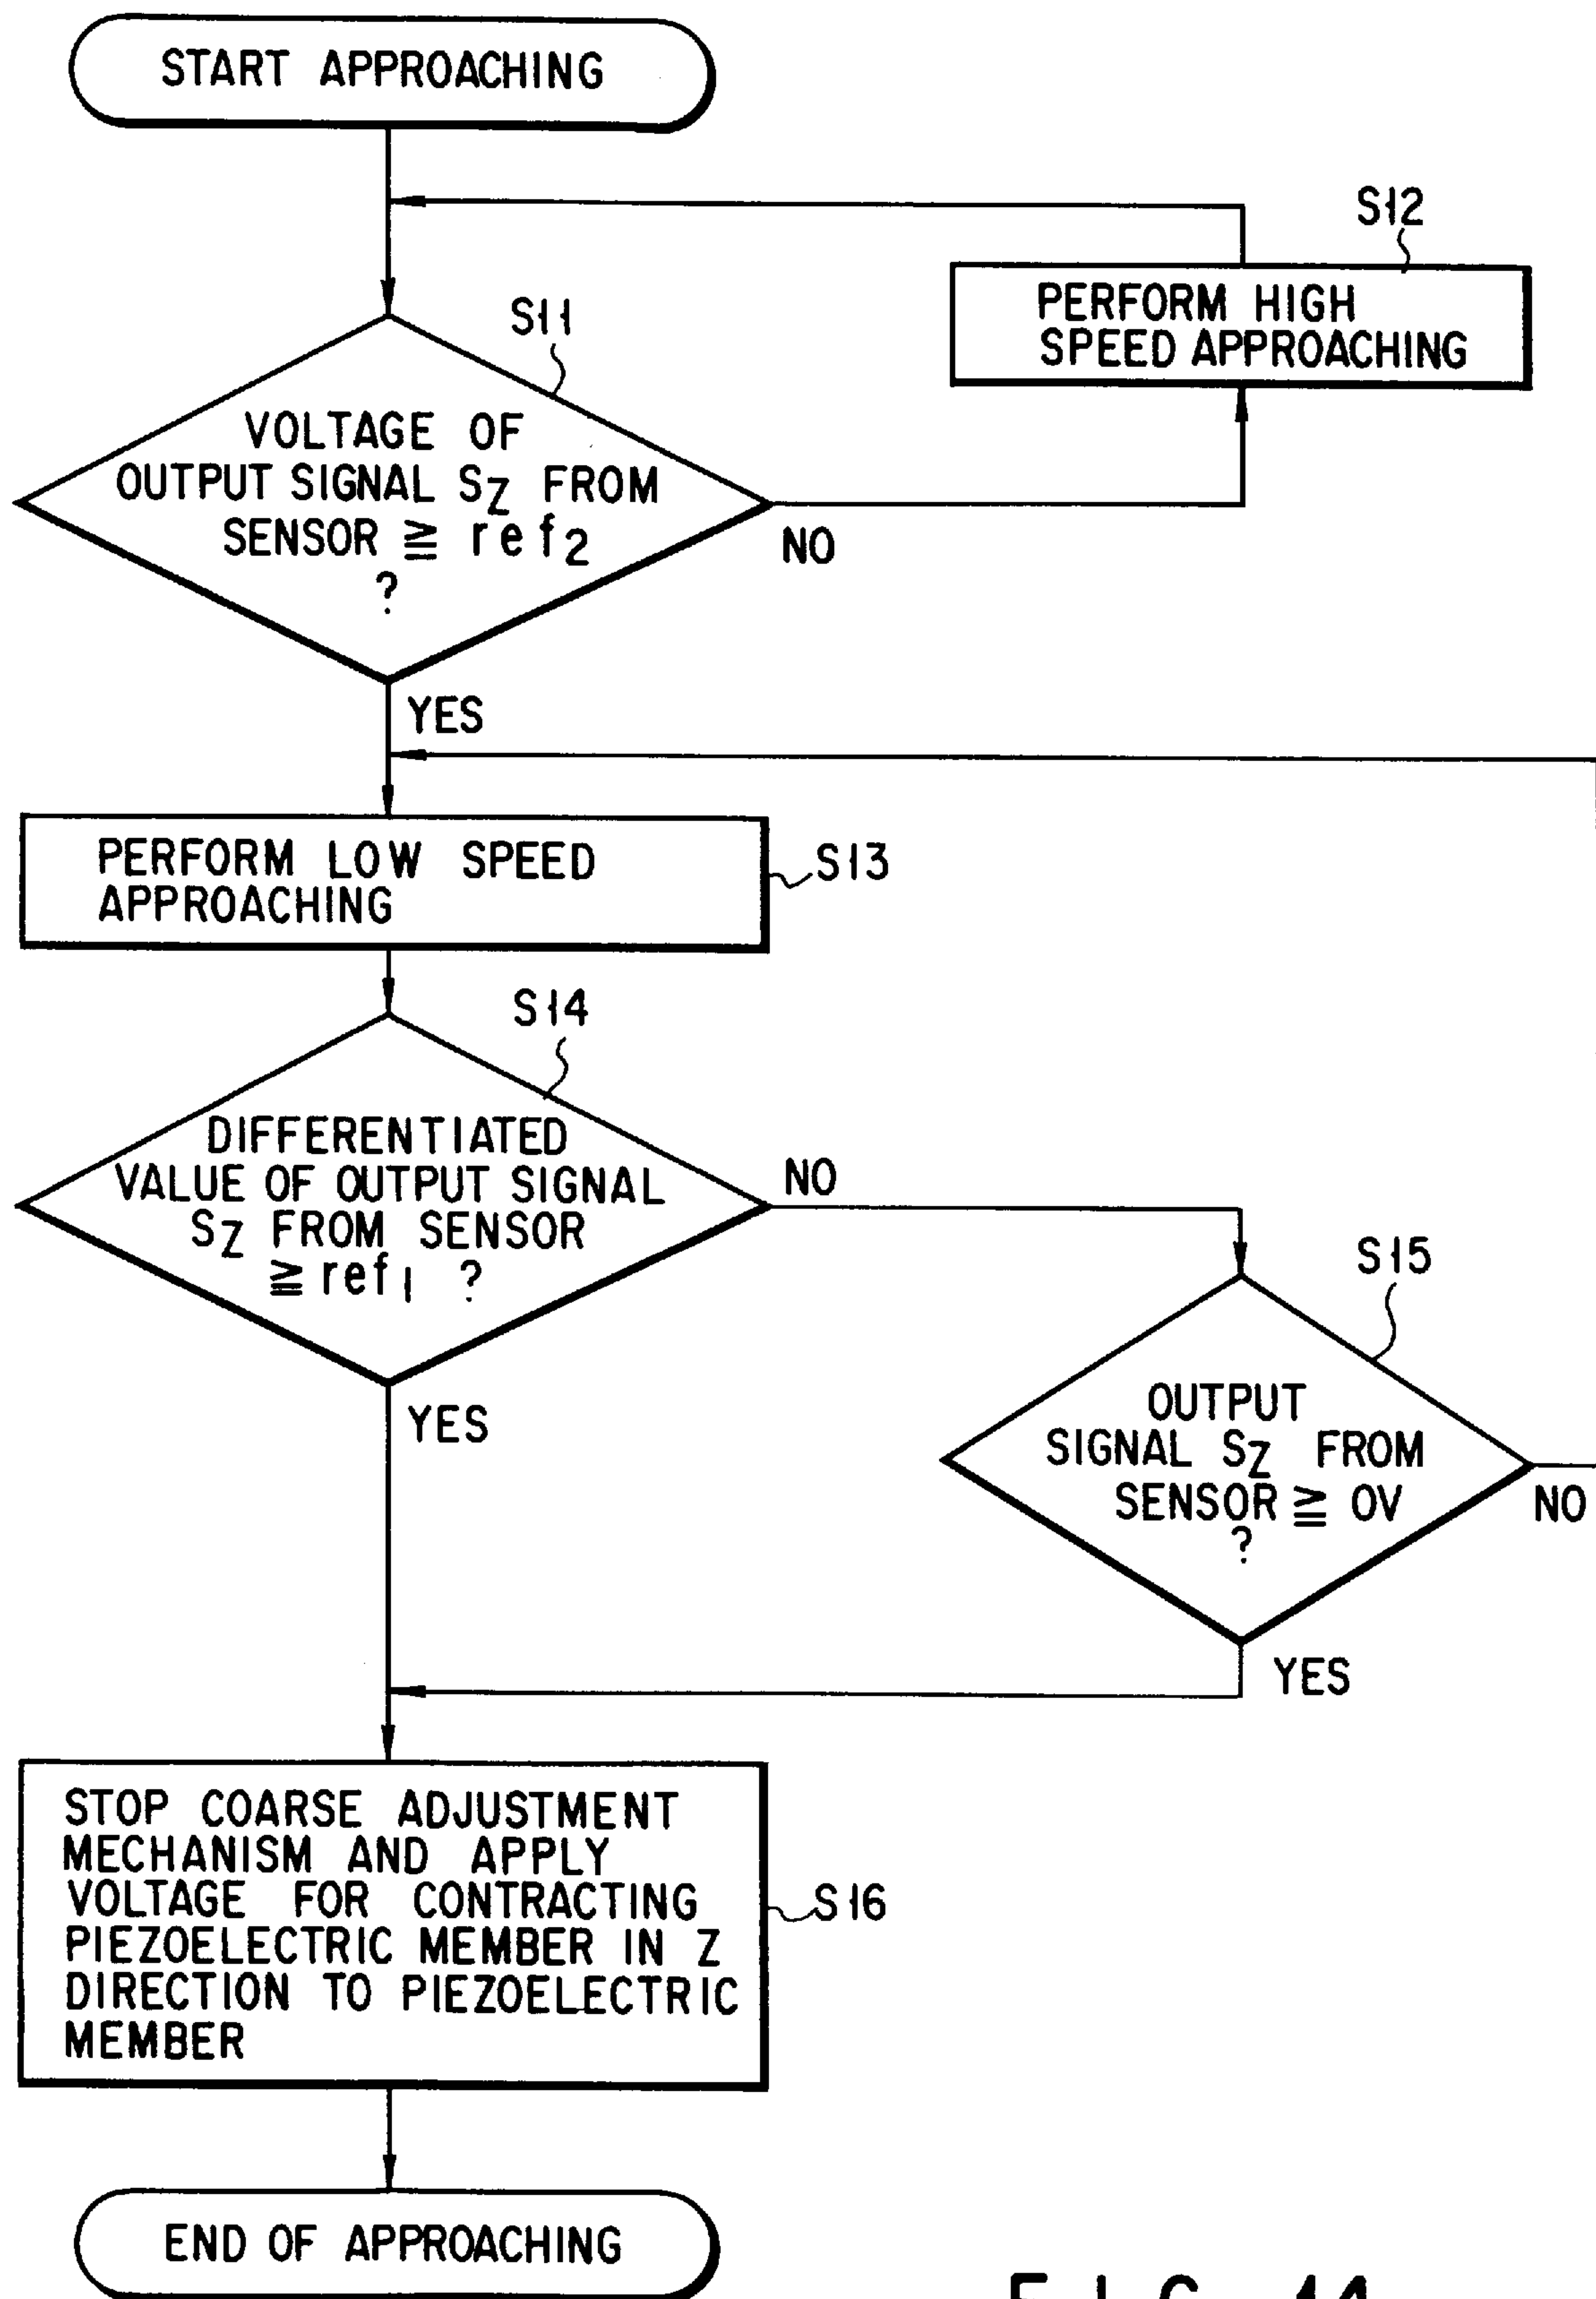 START APPROACHING
S12
PERFORM HIGH
SPEED APPROACHING
S11
VOLTAGE OF
OUTPUT SIGNAL SZ FROM
SENSOR ≧ ref2
?
NO
YES
PERFORM LOW SPEED
APPROACHING
S13
S14
DIFFERENTIATED
VALUE OF OUTPUT SIGNAL
SZ FROM SENSOR
≧ ref1 ?
NO
YES
S15
OUTPUT
SIGNAL SZ FROM
SENSOR ≧ 0V
?
NO
YES
STOP COARSE ADJUSTMENT
MECHANISM AND APPLY
VOLTAGE FOR CONTRACTING
PIEZOELECTRIC MEMBER IN Z
DIRECTION TO PIEZOELECTRIC
MEMBER
S16
END OF APPROACHING